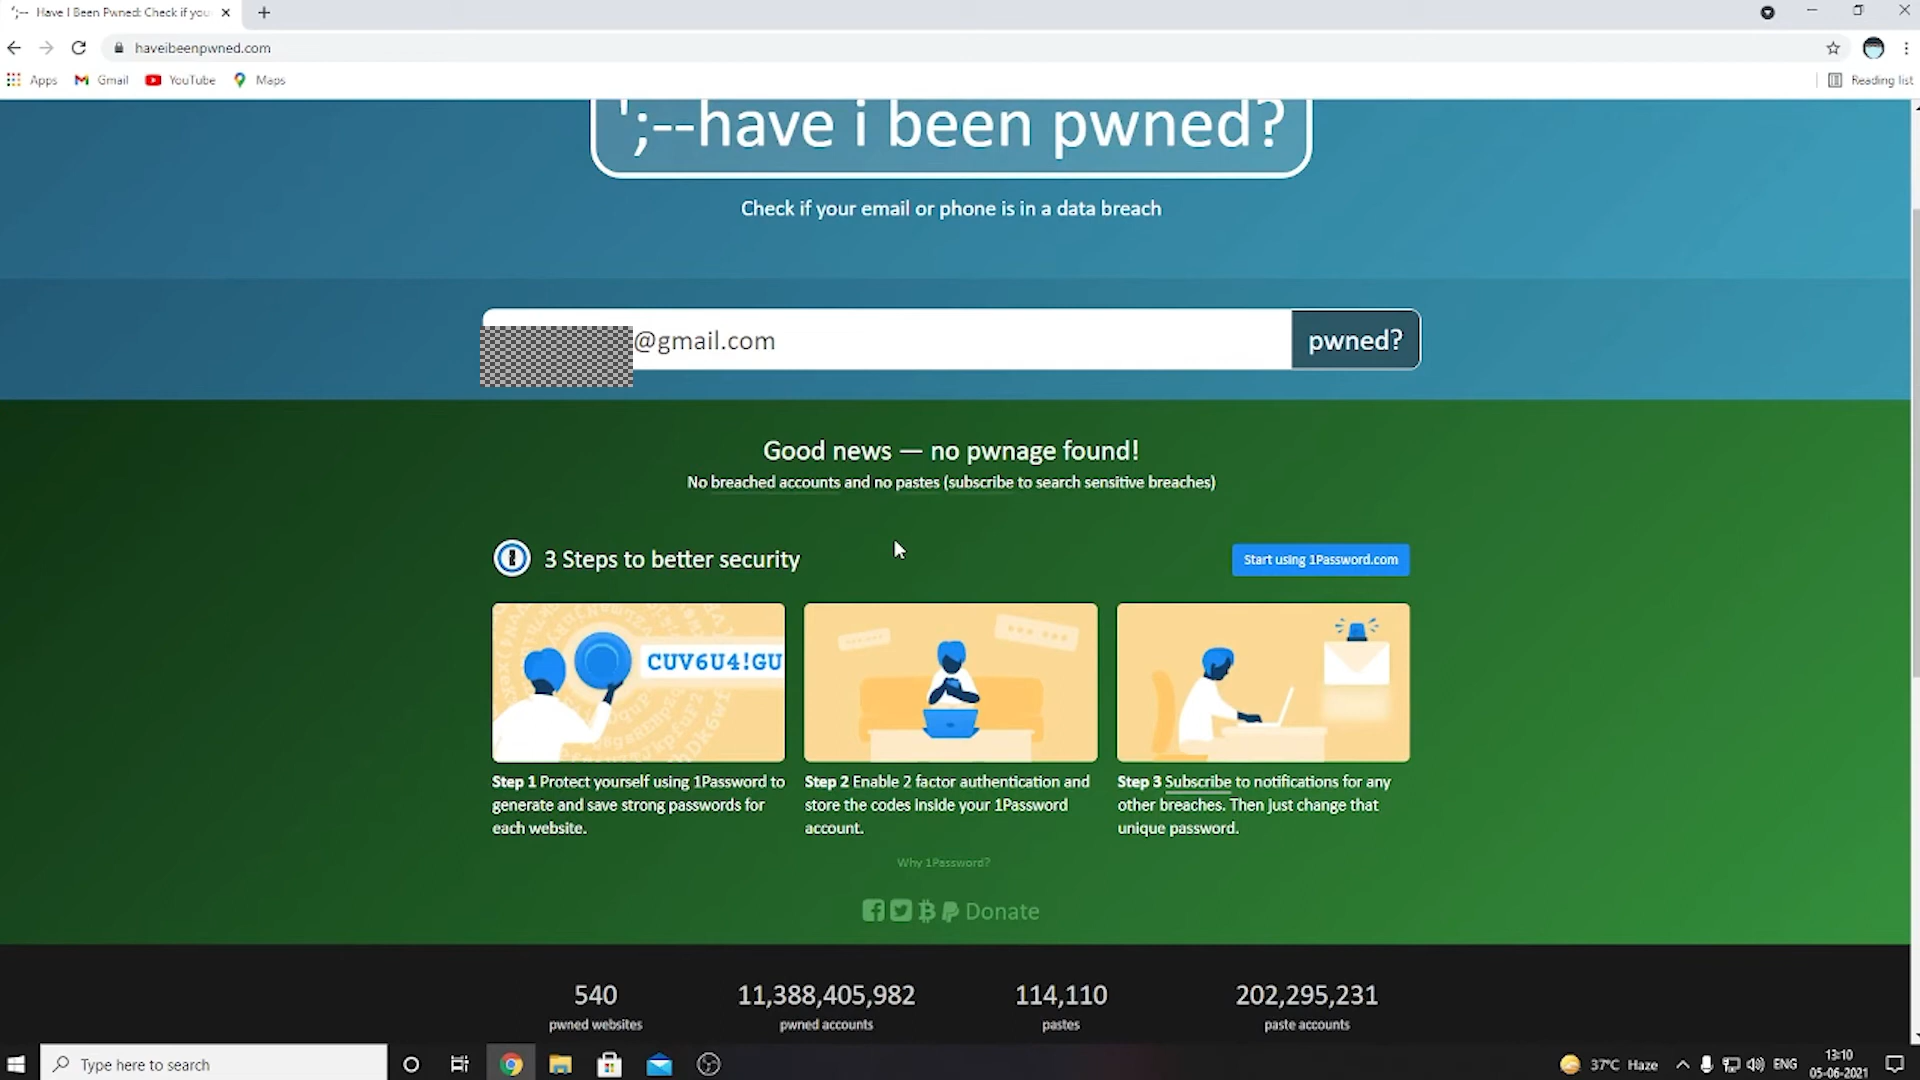 ';-- Have I Been Pwned: Check if you
haveibeenpwned.com
Apps Gmail YouTube Maps Reading list
';--have i been pwned?
Check if your email or phone is in a data breach
@gmail.com pwned?
Good news — no pwnage found!
No breached accounts and no pastes (subscribe to search sensitive breaches)
3 Steps to better security
Start using 1Password.com
CUV6U4!GU
Step 1 Protect yourself using 1Password to
generate and save strong passwords for
each website.
Step 2 Enable 2 factor authentication and
store the codes inside your 1Password
account.
Step 3 Subscribe to notifications for any
other breaches. Then just change that
unique password.
Why 1Password?
Donate
540 11,388,405,982 114,110 202,295,231
pwned websites pwned accounts pastes paste accounts
Type here to search
37°C Haze ENG 13:10
05-06-2021